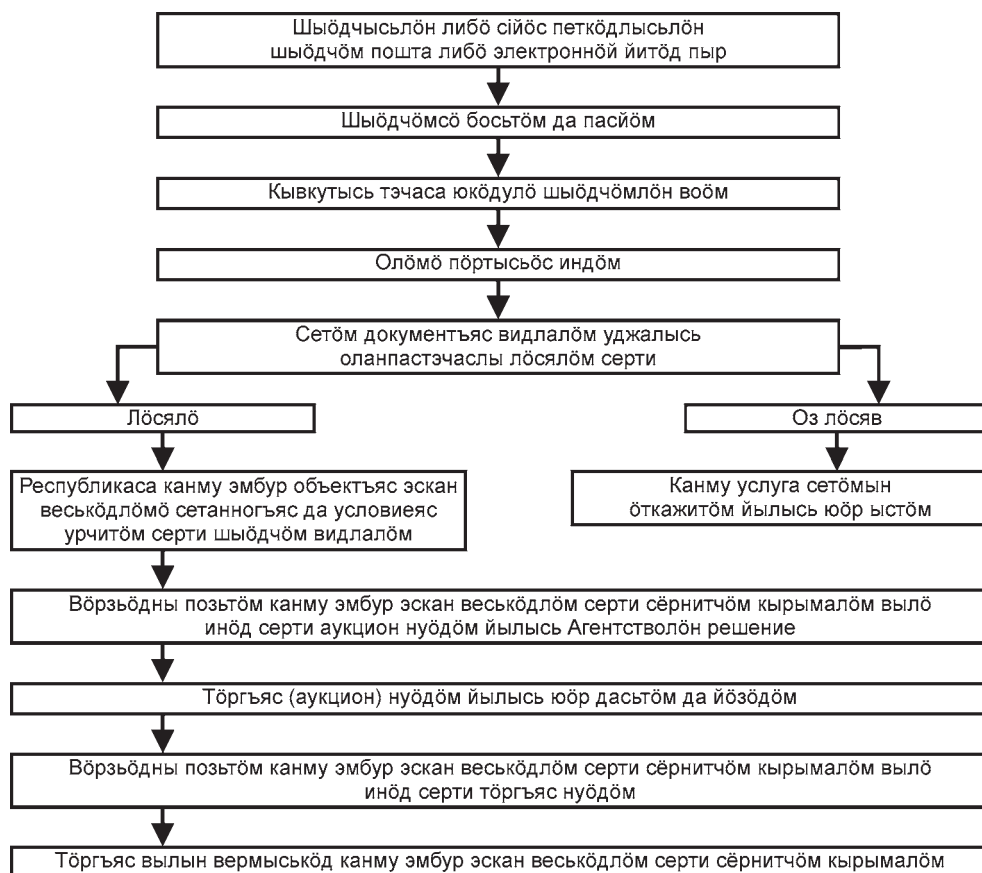 Шыӧдчысьлӧн либӧ сійӧс петкӧдлысьлӧн
шыӧдчӧм пошта либӧ электроннӧй йитӧд пыр
Шыӧдчӧмсӧ босьтӧм да пасйӧм
Кывкутысь тэчаса юкӧдулӧ шыӧдчӧмлӧн воӧм
Олӧмӧ пӧртысьӧс индӧм
Сетӧм документъяс видлалӧм уджалысь
оланпастэчаслы лӧсялӧм серти
Лӧсялӧ
Оз лӧсяв
Республикаса канму эмбур объектъяс эскан
веськӧдлӧмӧ сетанногъяс да условиеяс
урчитӧм серти шыӧдчӧм видлалӧм
Канму услуга сетӧмын
ӧткажитӧм йылысь юӧр ыстӧм
Вӧрзьӧдны позьтӧм канму эмбур эскан веськӧдлӧм серти сёрнитчӧм кырымалӧм вылӧ
инӧд серти аукцион нуӧдӧм йылысь Агентстволӧн решение
Тӧргъяс (аукцион) нуӧдӧм йылысь юӧр дасьтӧм да йӧзӧдӧм
Вӧрзьӧдны позьтӧм канму эмбур эскан веськӧдлӧм серти сёрнитчӧм кырымалӧм вылӧ
инӧд серти тӧргъяс нуӧдӧм
Тӧргъяс вылын вермыськӧд канму эмбур эскан веськӧдлӧм серти сёрнитчӧм кырымалӧм